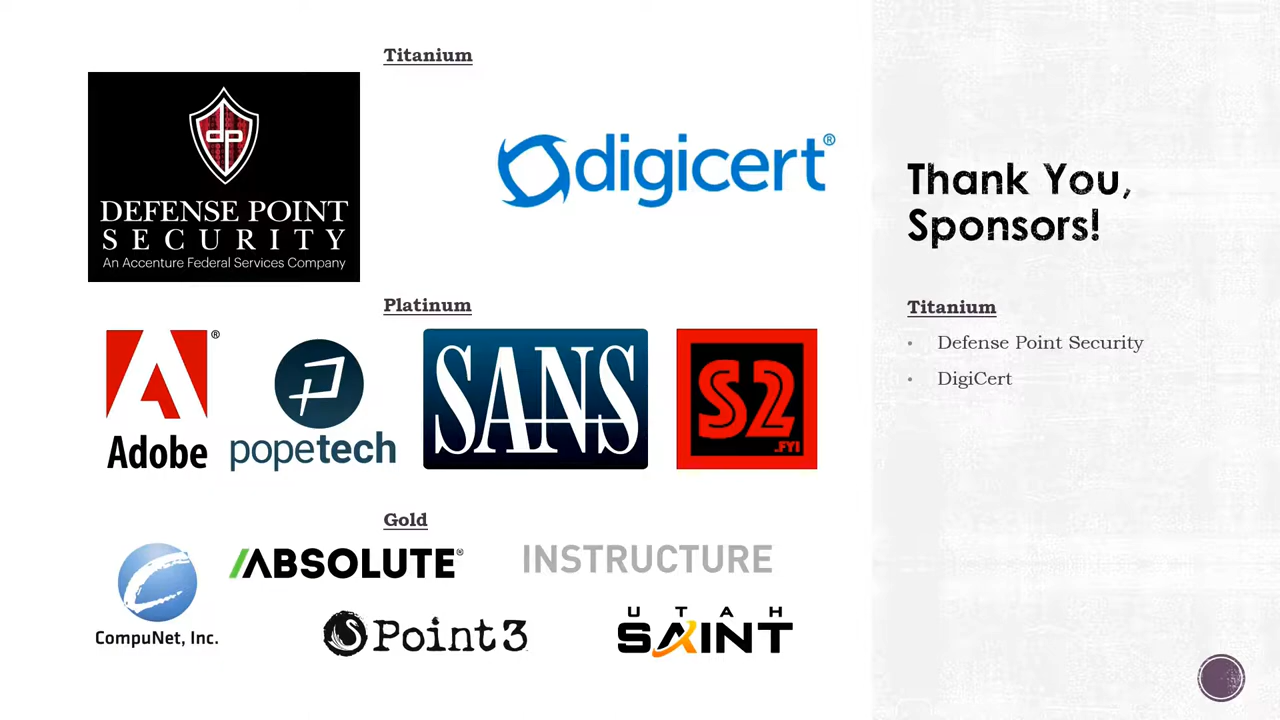 Titanium
dp
DEFENSE POINT
SECURITY
An Accenture Federal Services Company
digicert®
Platinum
Adobe®
popetech
SANS
S2
.FYI
Gold
CompuNet, Inc.
ABSOLUTE®
INSTRUCTURE
Point3
UTAH
SAINT
Thank You,
Sponsors!
Titanium
• Defense Point Security
• DigiCert